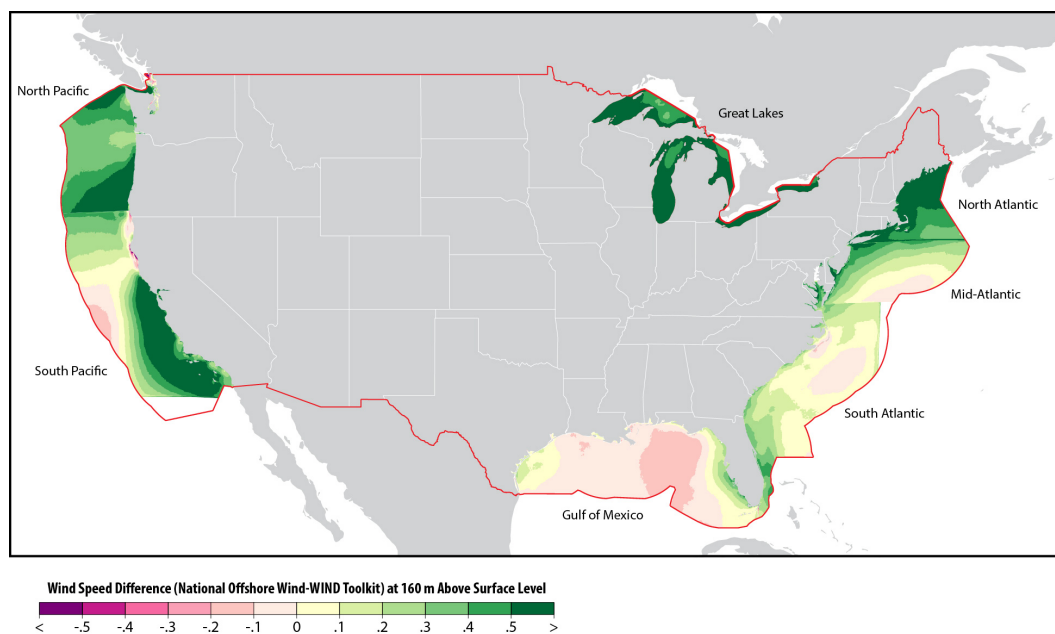 North Pacific
Great Lakes
North Atlantic
Mid-Atlantic
South Pacific
South Atlantic
Gulf of Mexico
Wind Speed Difference (National Offshore Wind-WIND Toolkit) at 160 m Above Surface Level
< -.5 -.4 -.3 -.2 -.1 0 .1 .2 .3 .4 .5 >